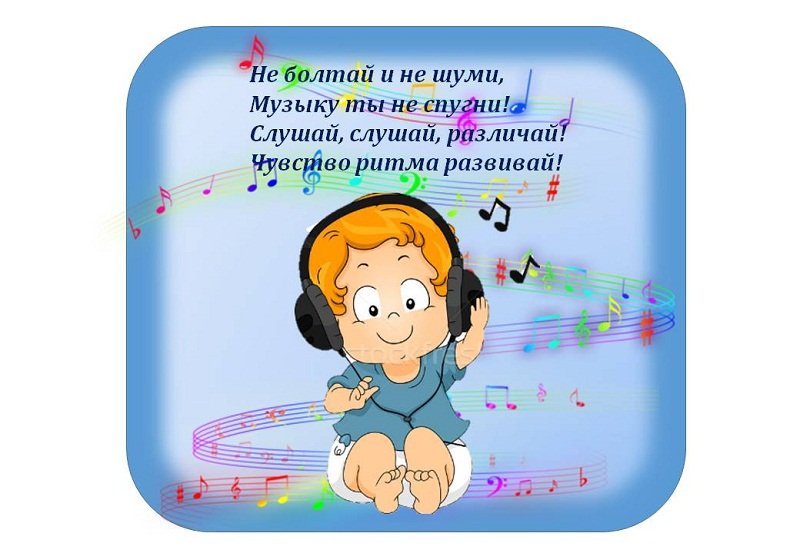 Не болтай и не шуми,
Музыку ты не спугни!
Слушай, слушай, различай!
Чувство ритма развивай!